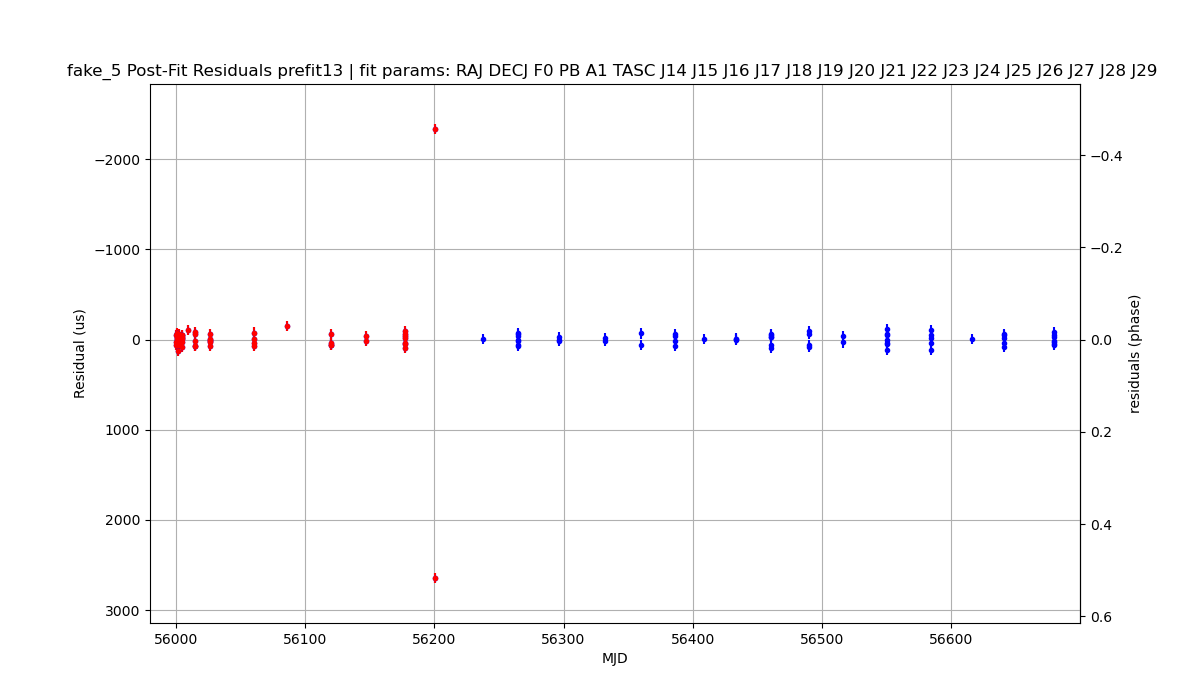 fake_5 Post-Fit Residuals prefit13 | fit params: RAJ DECJ F0 PB A1 TASC J14 J15 J16 J17 J18 J19 J20 J21 J22 J23 J24 J25 J26 J27 J28 J29
−2000
−1000
0
1000
2000
3000
Residual (us)
−0.4
−0.2
0.0
0.2
0.4
0.6
residuals (phase)
56000 56100 56200 56300 56400 56500 56600
MJD